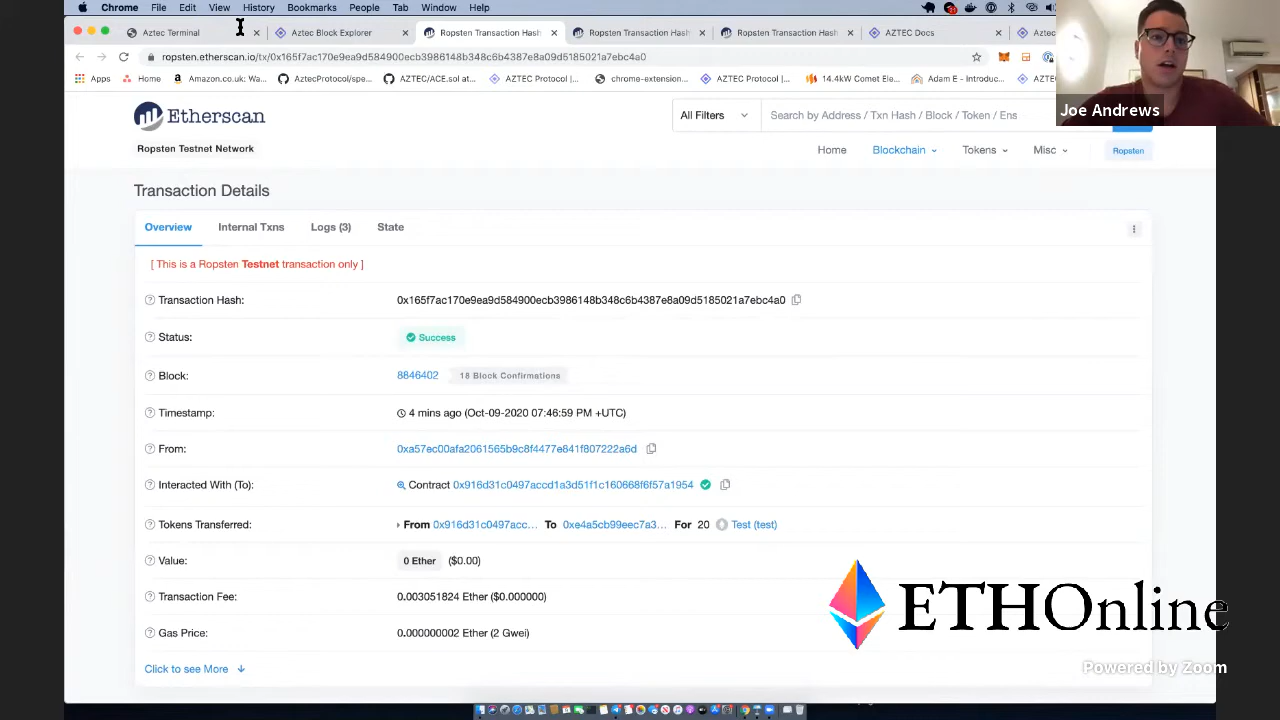 Chrome File Edit View History Bookmarks People Tab Window Help
Aztec Terminal Aztec Block Explorer Ropsten Transaction Hash Ropsten Transaction Hash Ropsten Transaction Hash AZTEC Docs Aztec
ropsten.etherscan.io/tx/0x165f7ac170e9ea9d584900ecb3986148b348c6b4387e8a09d5185021a7ebc4a0
Apps Home Amazon.co.uk: Wa... AztecProtocol/spe... AZTEC/ACE.sol at... AZTEC Protocol |... chrome-extension... AZTEC Protocol |... 14.4kW Comet Ele... Adam E - Introduc... AZTE
Joe Andrews
Etherscan
All Filters Search by Address / Txn Hash / Block / Token / Ens
Ropsten Testnet Network
Home Blockchain Tokens Misc Ropsten
Transaction Details
Overview Internal Txns Logs (3) State
[ This is a Ropsten Testnet transaction only ]
Transaction Hash: 0x165f7ac170e9ea9d584900ecb3986148b348c6b4387e8a09d5185021a7ebc4a0
Status: Success
Block: 8846402 18 Block Confirmations
Timestamp: 4 mins ago (Oct-09-2020 07:46:59 PM +UTC)
From: 0xa57ec00afa2061565b9c8f4477e841f807222a6d
Interacted With (To): Contract 0x916d31c0497accd1a3d51f1c160668f6f57a1954
Tokens Transferred: From 0x916d31c0497acc... To 0xe4a5cb99eec7a3... For 20 Test (test)
Value: 0 Ether ($0.00)
Transaction Fee: 0.003051824 Ether ($0.000000)
Gas Price: 0.000000002 Ether (2 Gwei)
ETHOnline
Click to see More
Powered by Zoom